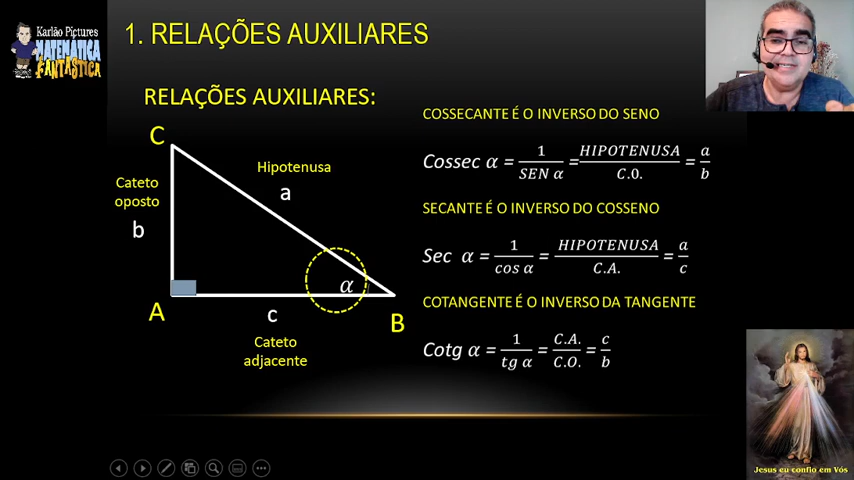 Karlão Pictures
MATEMÁTICA
FANTÁSTICA
1. RELAÇÕES AUXILIARES
RELAÇÕES AUXILIARES:
C
Hipotenusa
a
Cateto
oposto
b
α
A
c
B
Cateto
adjacente
COSSECANTE É O INVERSO DO SENO
Cossec α = 1/SEN α = HIPOTENUSA/C.O. = a/b
SECANTE É O INVERSO DO COSSENO
Sec α = 1/cos α = HIPOTENUSA/C.A. = a/c
COTANGENTE É O INVERSO DA TANGENTE
Cotg α = 1/tg α = C.A./C.O. = c/b
Jesus eu confio em Vós